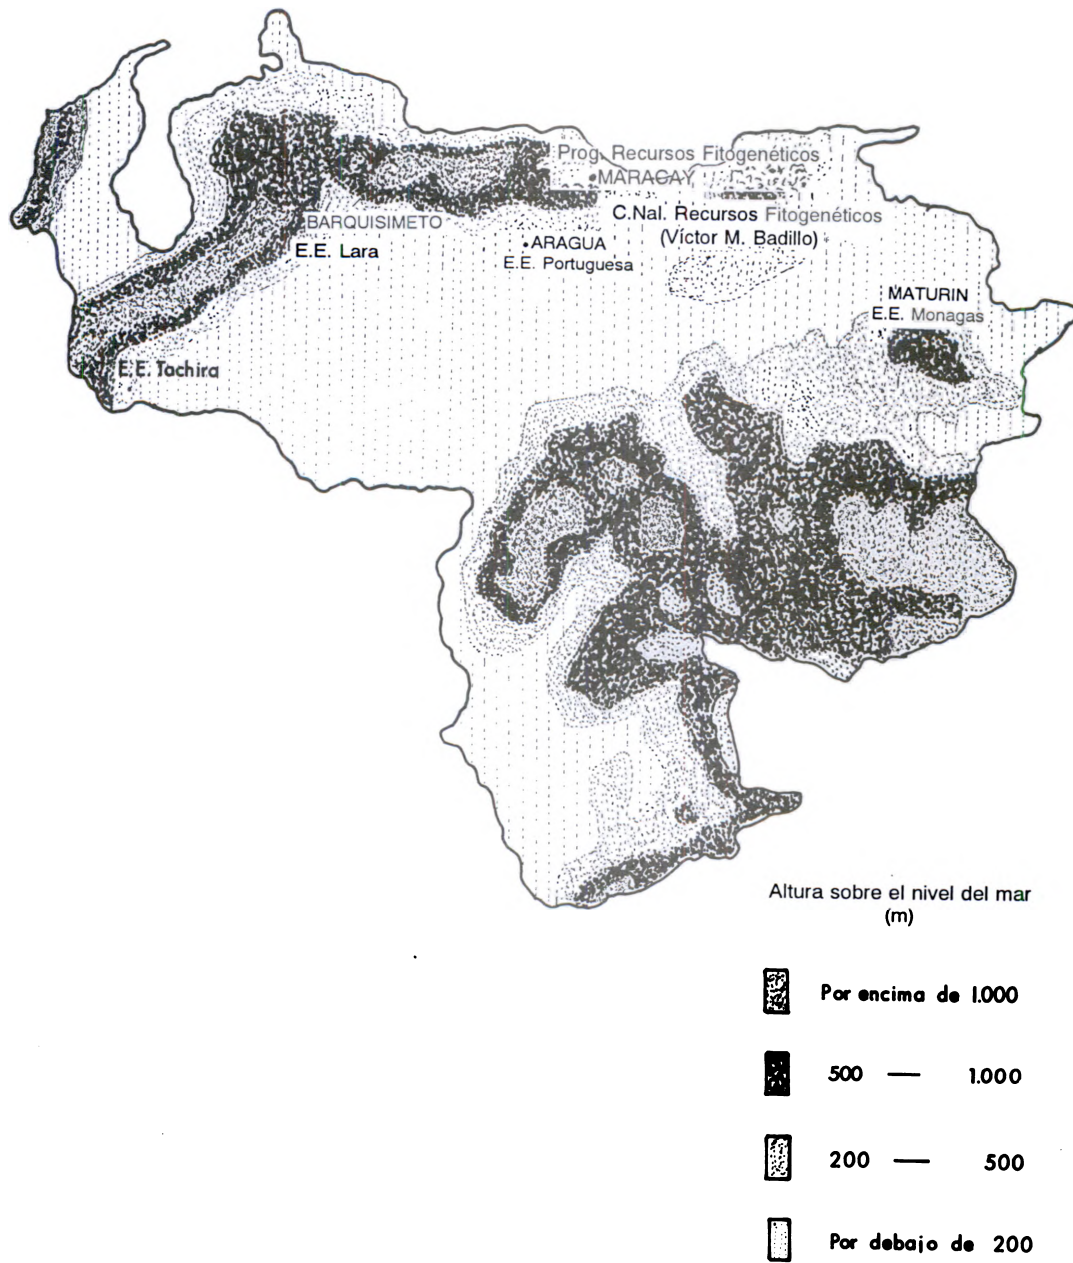 Prog. Recursos Fitogenéticos
MARACAY
C.Nal. Recursos Fitogenéticos
(Víctor M. Badillo)
BARQUISIMETO
E.E. Lara
ARAGUA
E.E. Portuguesa
MATURIN
E.E. Monagas
E.E. Tachira
Altura sobre el nivel del mar
(m)
Por encima de 1.000
500 — 1.000
200 — 500
Por debajo de 200